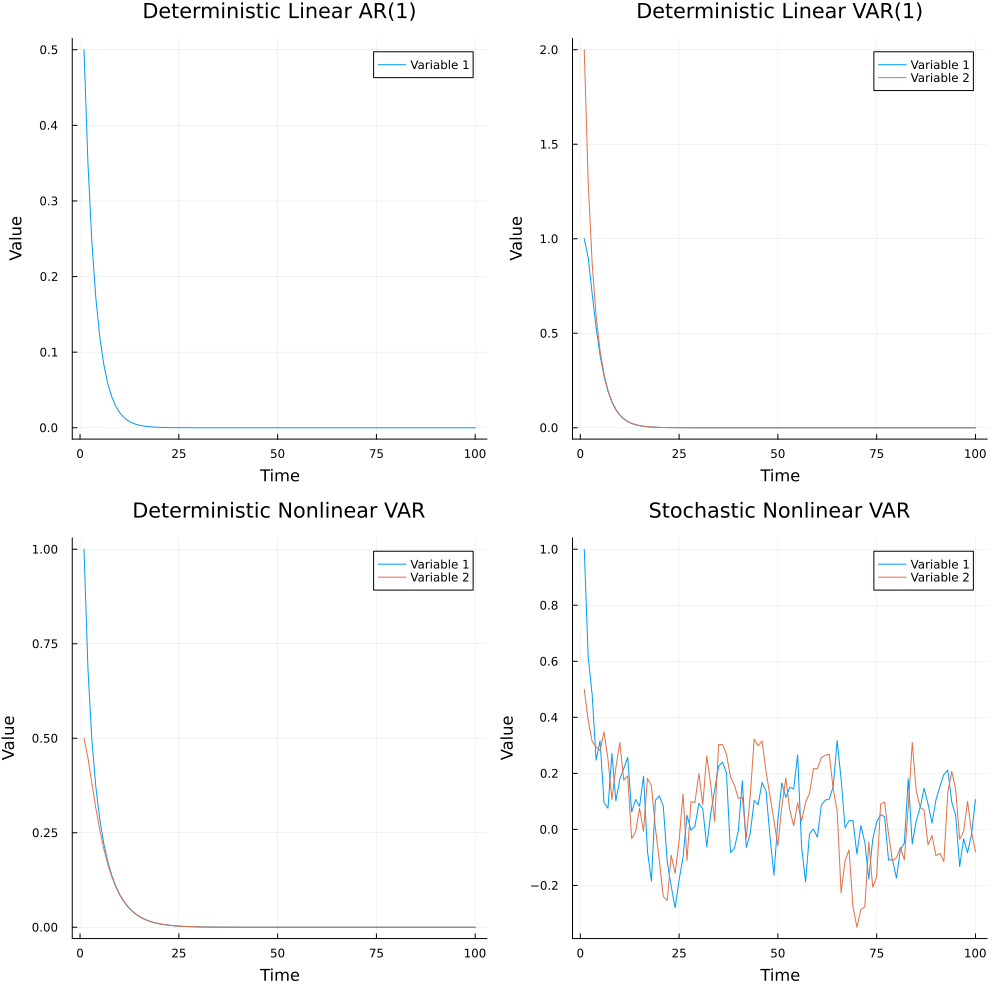 Deterministic Linear AR(1)
0.5
0.4
0.3
0.2
0.1
0.0
Value
Variable 1
0 25 50 75 100
Time
Deterministic Linear VAR(1)
2.0
1.5
1.0
0.5
0.0
Value
Variable 1
Variable 2
0 25 50 75 100
Time
Deterministic Nonlinear VAR
1.00
0.75
0.50
0.25
0.00
Value
Variable 1
Variable 2
0 25 50 75 100
Time
Stochastic Nonlinear VAR
1.0
0.8
0.6
0.4
0.2
0.0
−0.2
Value
Variable 1
Variable 2
0 25 50 75 100
Time